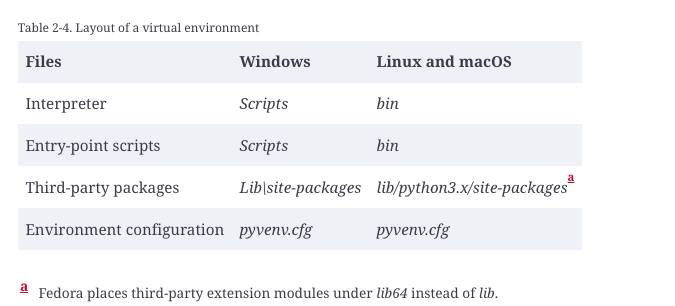 Table 2-4. Layout of a virtual environment
Files Windows Linux and macOS
Interpreter Scripts bin
Entry-point scripts Scripts bin
Third-party packages Lib\site-packages lib/python3.x/site-packages a
Environment configuration pyvenv.cfg pyvenv.cfg
a Fedora places third-party extension modules under lib64 instead of lib.